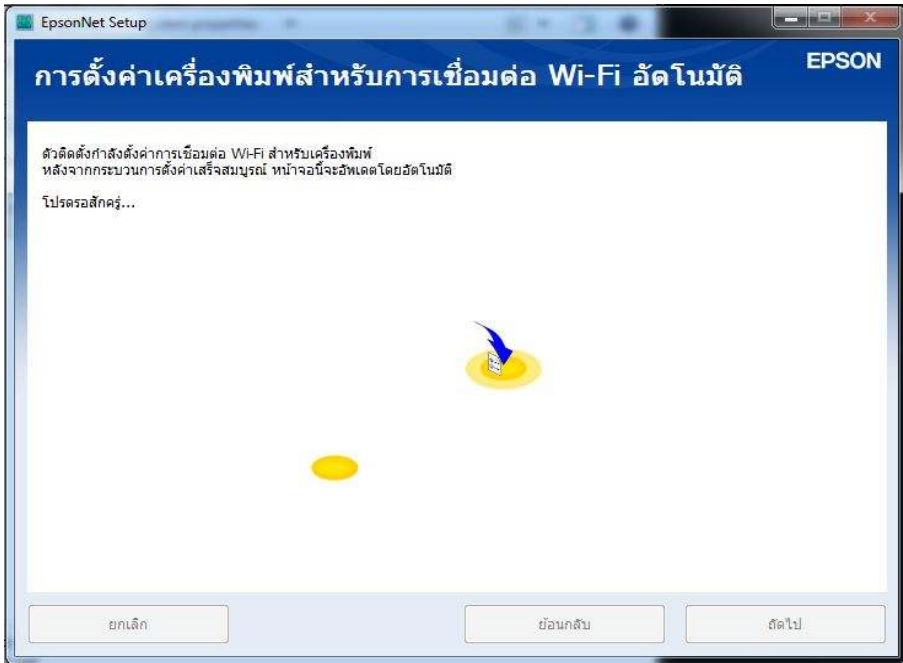 EpsonNet Setup
การตั้งค่าเครื่องพิมพ์สำหรับการเชื่อมต่อ Wi-Fi อัตโนมัติ
EPSON
ตัวติดตั้งกำลังตั้งค่าการเชื่อมต่อ Wi-Fi สำหรับเครื่องพิมพ์
หลังจากกระบวนการตั้งค่าเสร็จสมบูรณ์ หน้าจอนี้จะอัพเดตโดยอัตโนมัติ
โปรดรอสักครู่...
ยกเลิก
ย้อนกลับ
ถัดไป